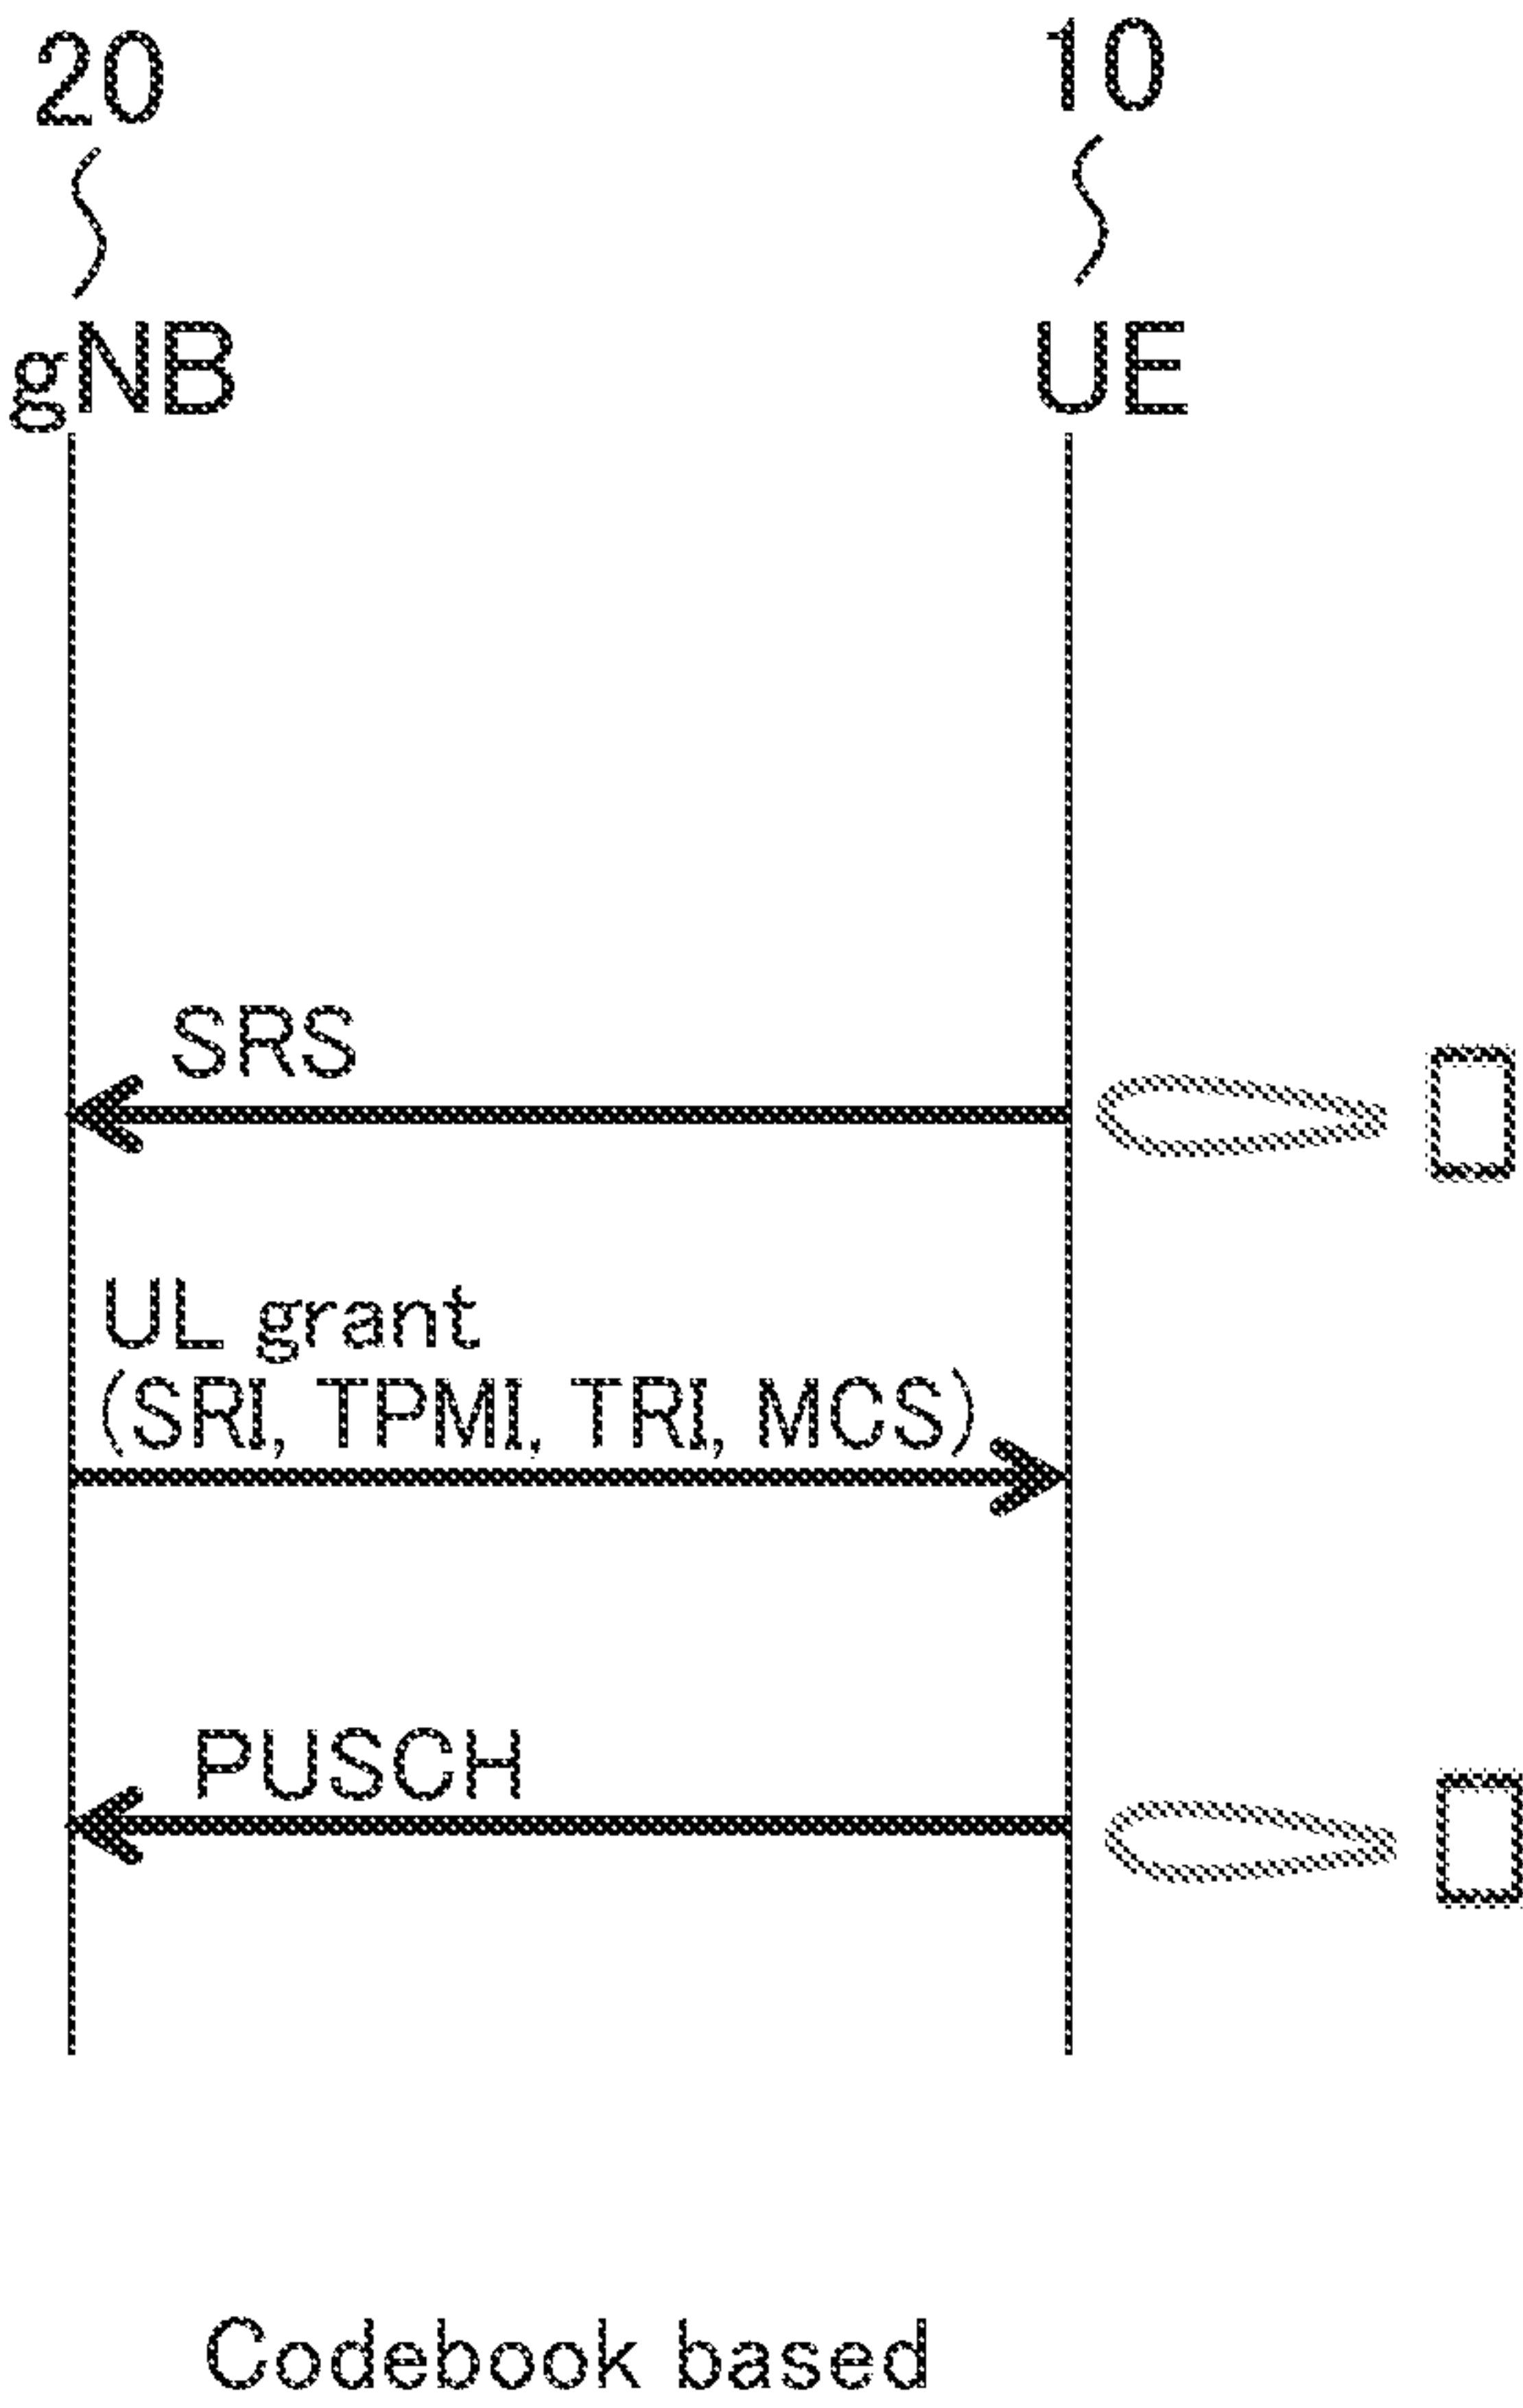 20
10
gNB
UE
SRS
UL grant
(SRI, TPMI, TRI, MCS)
PUSCH
Codebook based